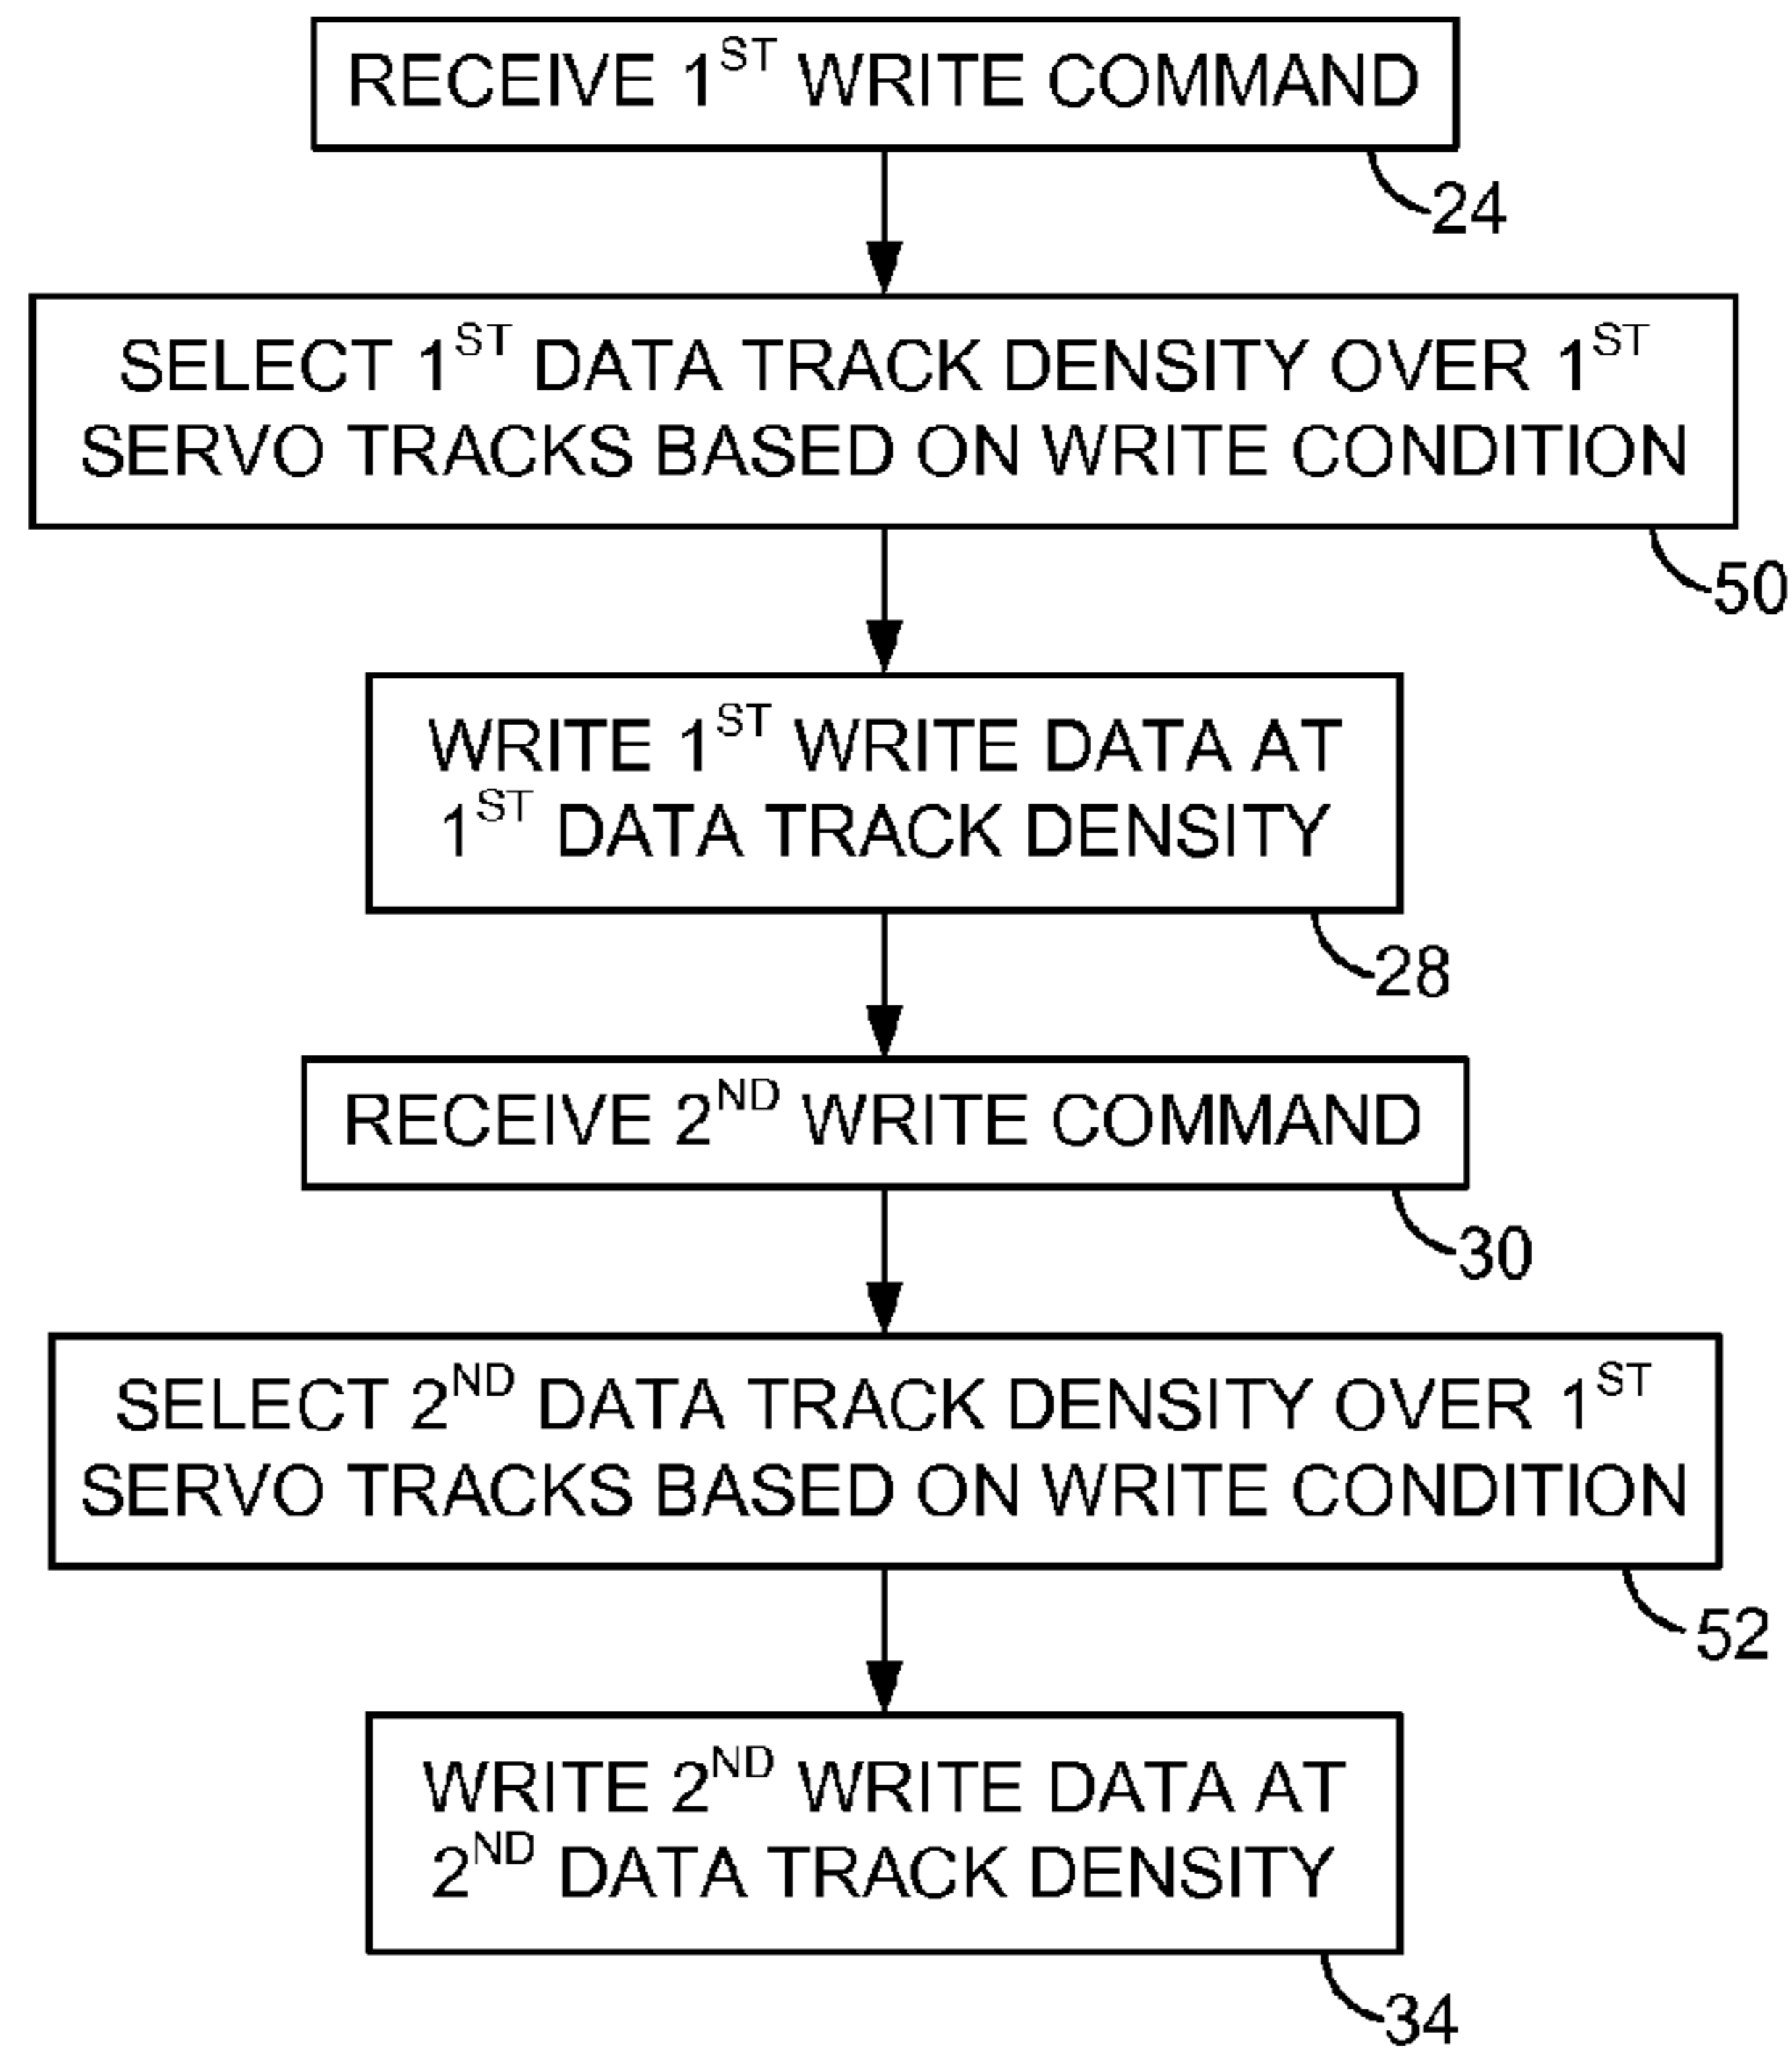 RECEIVE 1ST WRITE COMMAND
24
SELECT 1ST DATA TRACK DENSITY OVER 1ST
SERVO TRACKS BASED ON WRITE CONDITION
50
WRITE 1ST WRITE DATA AT
1ST DATA TRACK DENSITY
28
RECEIVE 2ND WRITE COMMAND
30
SELECT 2ND DATA TRACK DENSITY OVER 1ST
SERVO TRACKS BASED ON WRITE CONDITION
52
WRITE 2ND WRITE DATA AT
2ND DATA TRACK DENSITY
34